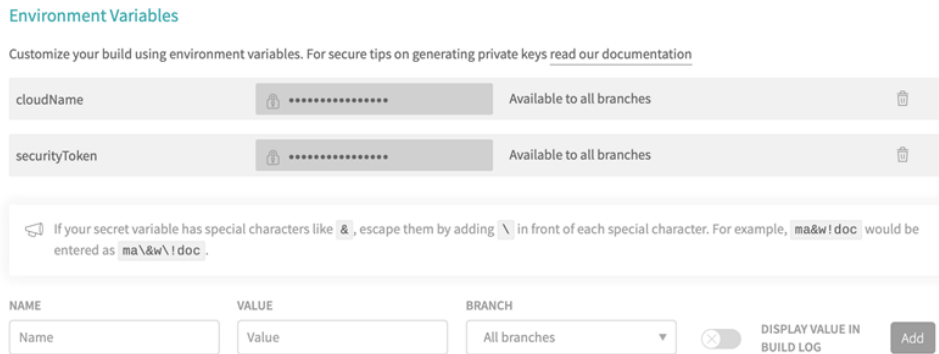 Environment Variables
Customize your build using environment variables. For secure tips on generating private keys read our documentation
cloudName •••••••••••••••• Available to all branches
securityToken •••••••••••••••• Available to all branches
If your secret variable has special characters like & , escape them by adding \ in front of each special character. For example, ma&w!doc would be
entered as ma\&w\!doc .
NAME VALUE BRANCH
Name Value All branches DISPLAY VALUE IN
BUILD LOG Add